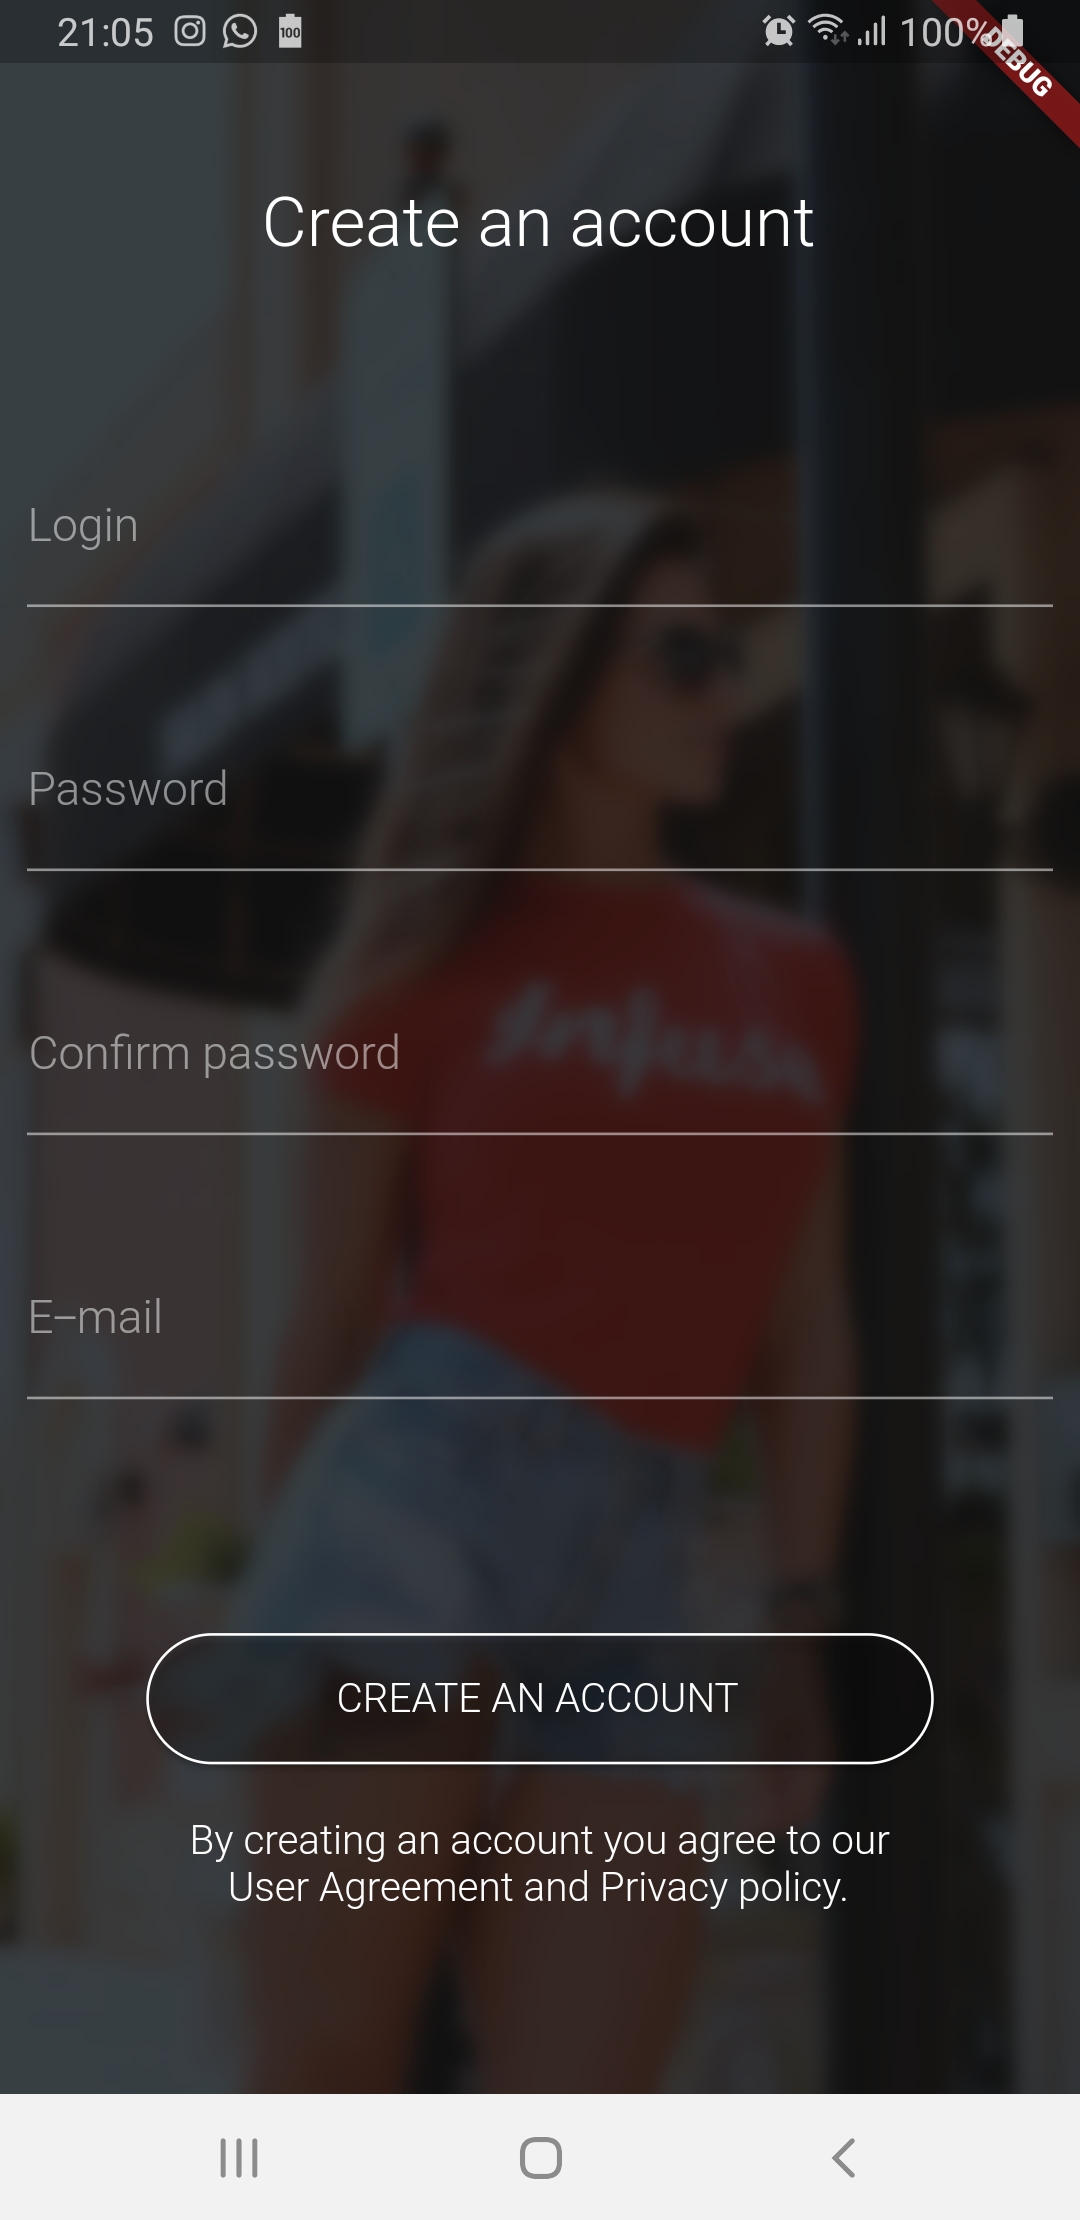 21:05 100 100%
DEBUG
Create an account
Login
Password
Confirm password
E-mail
CREATE AN ACCOUNT
By creating an account you agree to our
User Agreement and Privacy policy.